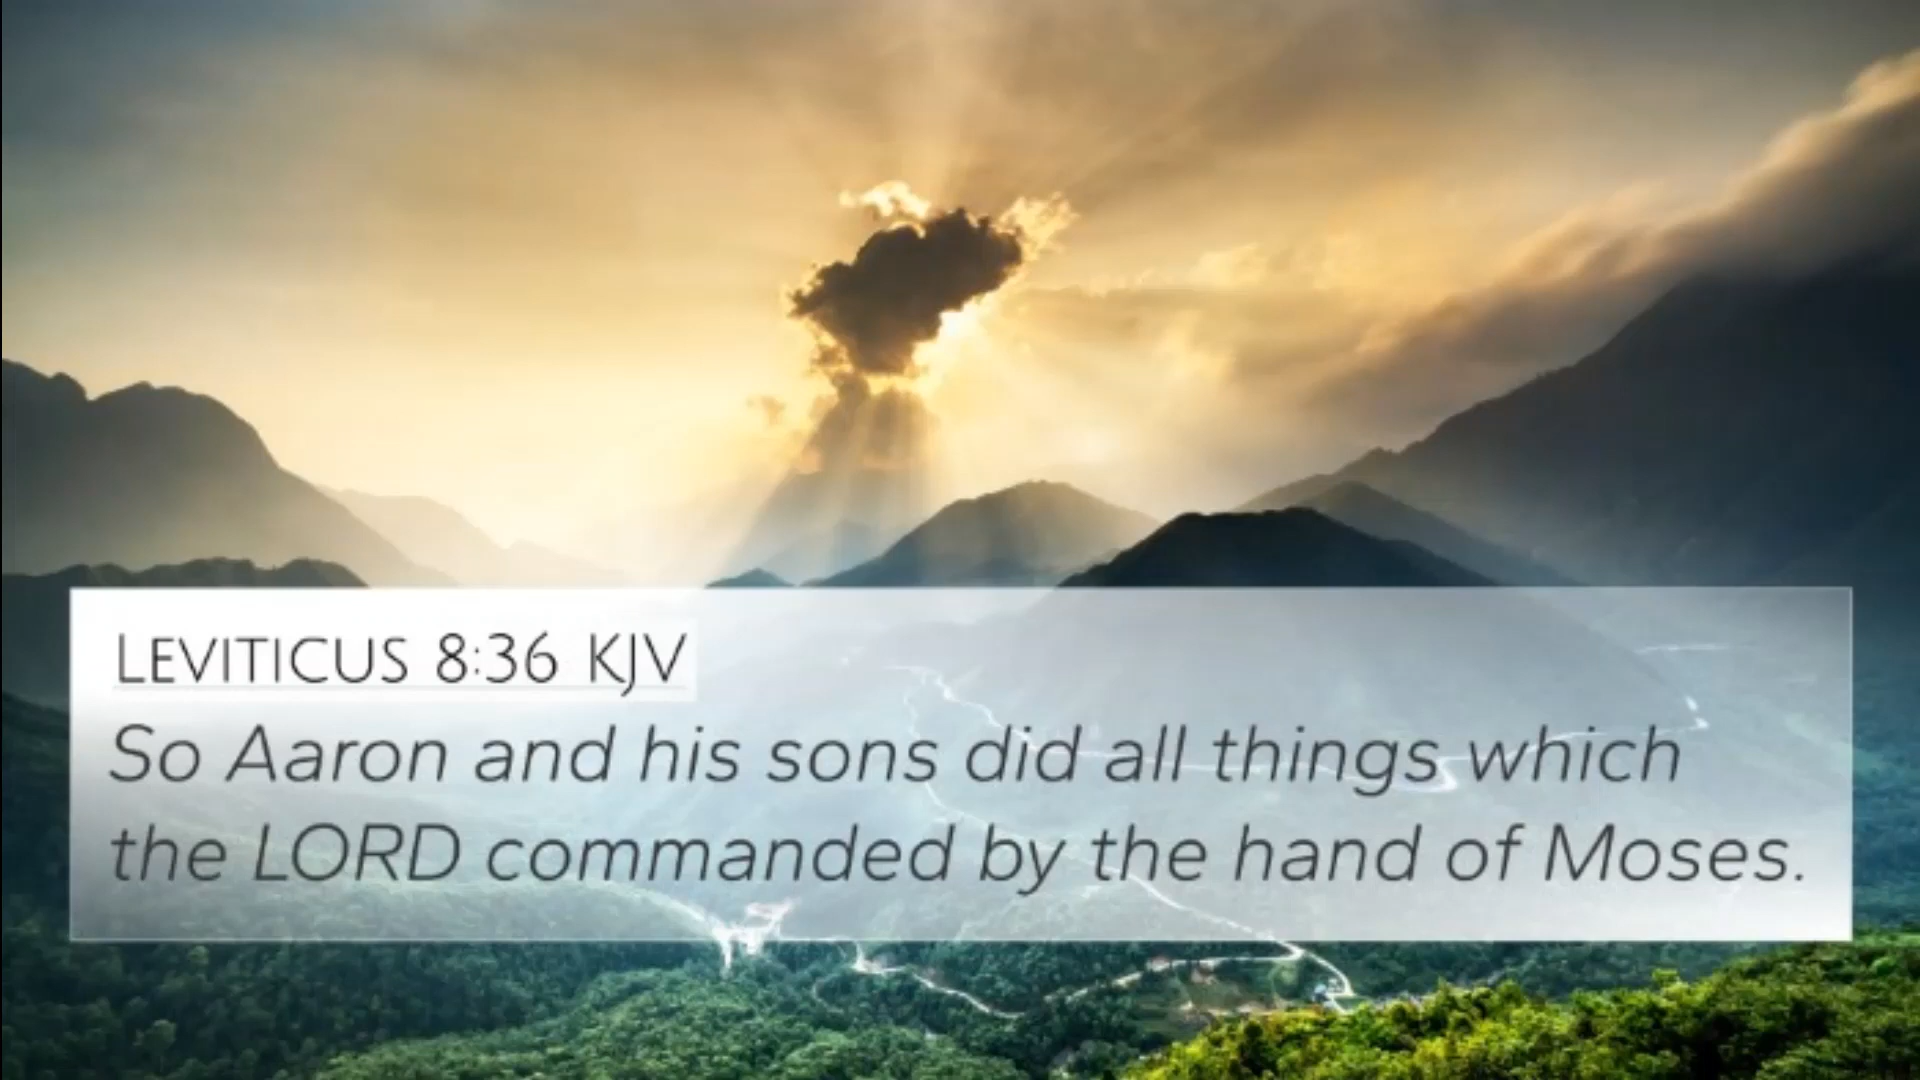 Leviticus 8:36 KJV
So Aaron and his sons did all things which
the LORD commanded by the hand of Moses.